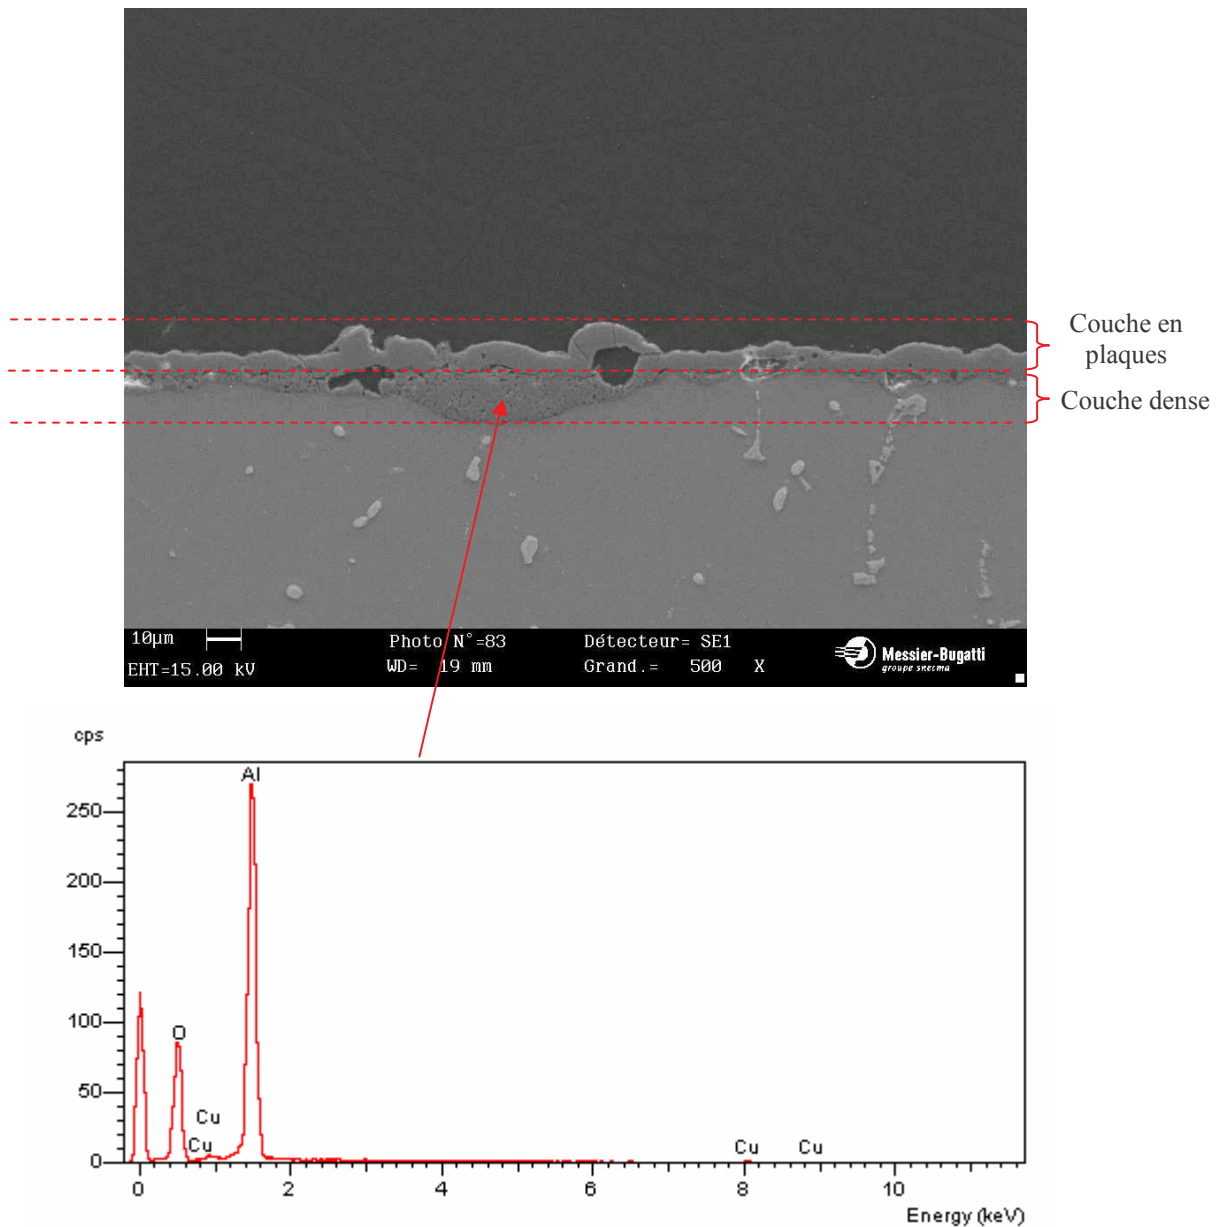 Couche en
plaques
Couche dense
10µm
Photo N°=83
Détecteur= SE1
EHT=15.00 kV
WD= 19 mm
Grand.= 500 X
Messier-Bugatti
groupe snecma
cps
Al
250
200
150
100
O
50
Cu
Cu
Cu
Cu
0
0
2
4
6
8
10
Energy (keV)